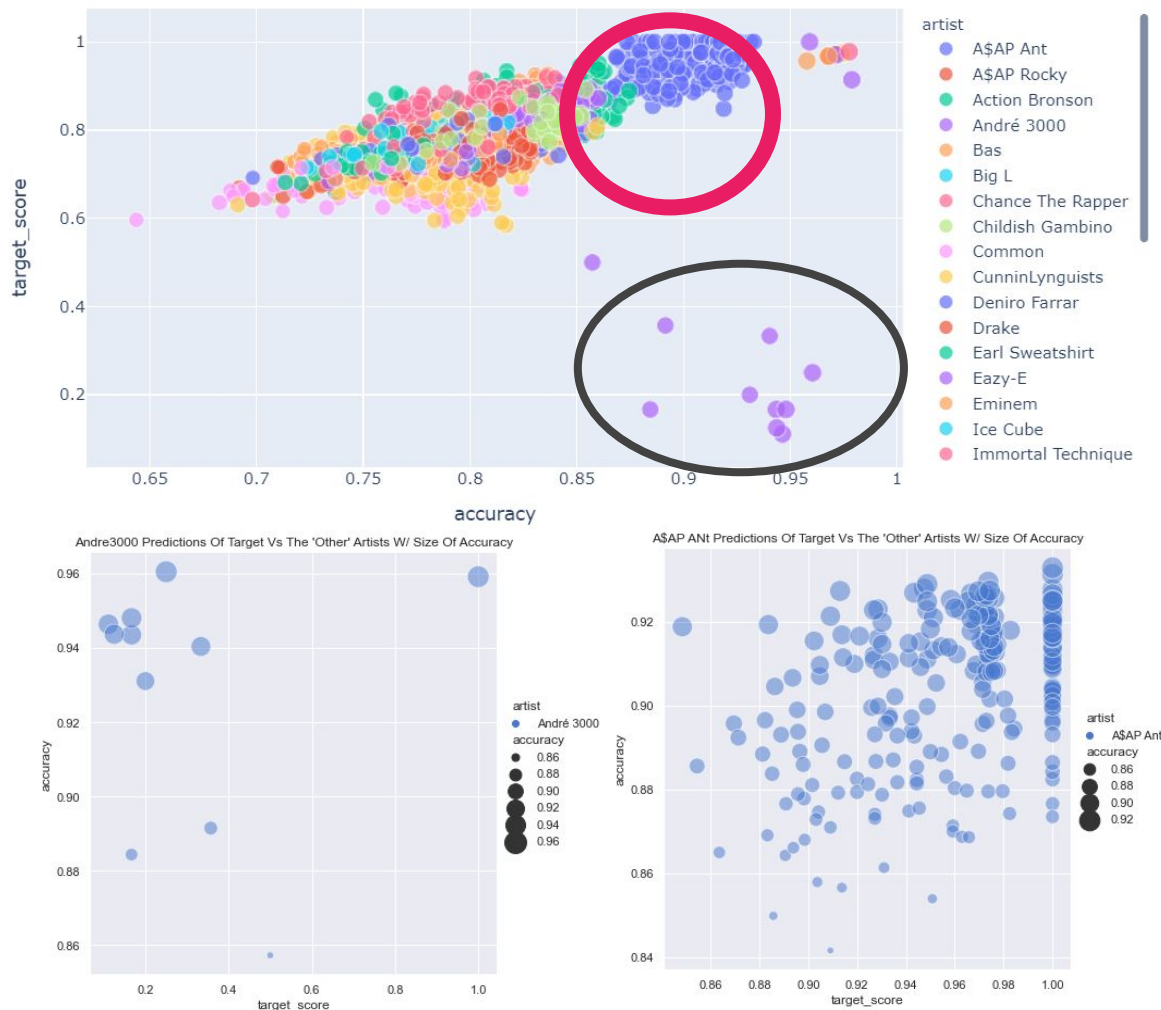 artist
A$AP Ant
A$AP Rocky
Action Bronson
André 3000
Bas
Big L
Chance The Rapper
Childish Gambino
Common
CunninLynguists
Deniro Farrar
Drake
Earl Sweatshirt
Eazy-E
Eminem
Ice Cube
Immortal Technique
target_score
1
0.8
0.6
0.4
0.2
0.65 0.7 0.75 0.8 0.85 0.9 0.95 1
accuracy
Andre3000 Predictions Of Target Vs The 'Other' Artists W/ Size Of Accuracy
accuracy
0.96
0.94
0.92
0.90
0.88
0.86
0.2 0.4 0.6 0.8 1.0
target_score
artist
André 3000
accuracy
0.86
0.88
0.90
0.92
0.94
0.96
A$AP ANt Predictions Of Target Vs The 'Other' Artists W/ Size Of Accuracy
accuracy
0.92
0.90
0.88
0.86
0.84
0.86 0.88 0.90 0.92 0.94 0.96 0.98 1.00
target_score
artist
A$AP Ant
accuracy
0.86
0.88
0.90
0.92